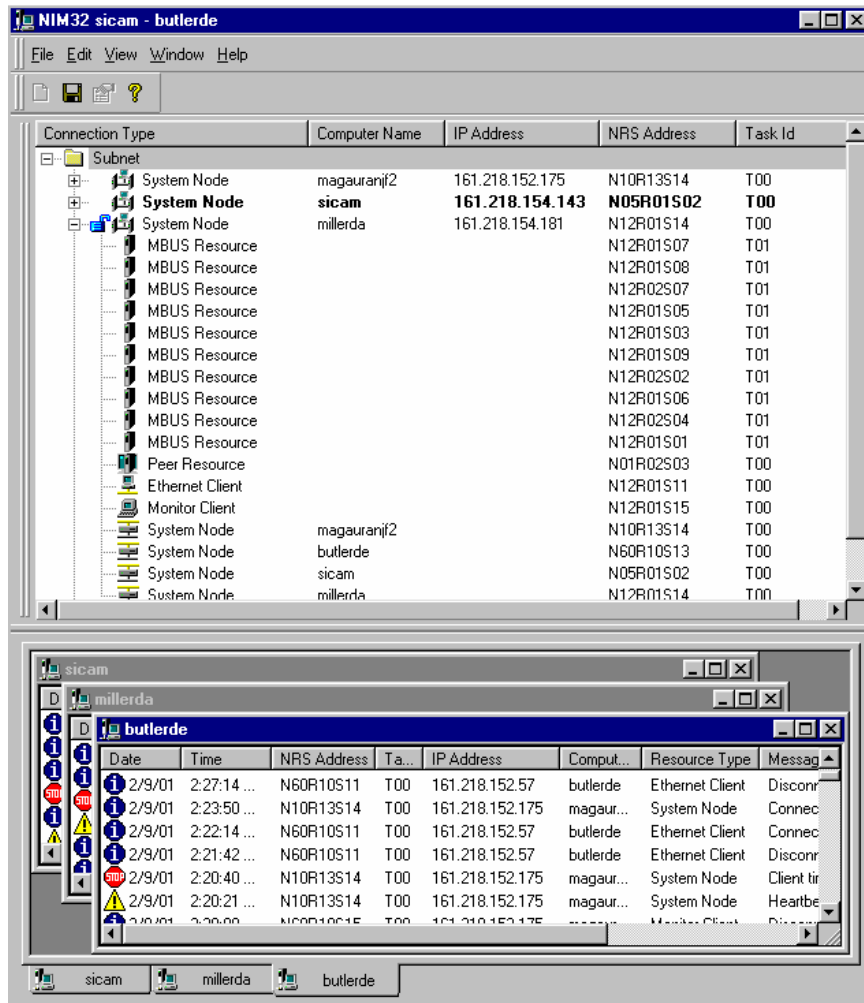 NIM32 sicam - butlerde
File Edit View Window Help
Connection Type Computer Name IP Address NRS Address Task Id
Subnet
System Node magauranjf2 161.218.152.175 N10R13S14 T00
System Node sicam 161.218.154.143 N05R01S02 T00
System Node millerda 161.218.154.181 N12R01S14 T00
MBUS Resource N12R01S07 T01
MBUS Resource N12R01S08 T01
MBUS Resource N12R02S07 T01
MBUS Resource N12R01S05 T01
MBUS Resource N12R01S03 T01
MBUS Resource N12R01S09 T01
MBUS Resource N12R02S02 T01
MBUS Resource N12R01S06 T01
MBUS Resource N12R02S04 T01
MBUS Resource N12R01S01 T01
Peer Resource N01R02S03 T00
Ethernet Client N12R01S11 T00
Monitor Client N12R01S15 T00
System Node magauranjf2 N10R13S14 T00
System Node butlerde N60R10S13 T00
System Node sicam N05R01S02 T00
System Node millerda N12R01S14 T00
sicam
D millerda
D butlerde
Date Time NRS Address Ta... IP Address Comput... Resource Type Messag
2/9/01 2:27:14 ... N60R10S11 T00 161.218.152.57 butlerde Ethernet Client Disconn
2/9/01 2:23:50 ... N10R13S14 T00 161.218.152.175 magaur... System Node Connec
2/9/01 2:22:14 ... N60R10S11 T00 161.218.152.57 butlerde Ethernet Client Connec
2/9/01 2:21:42 ... N60R10S11 T00 161.218.152.57 butlerde Ethernet Client Disconn
STOP 2/9/01 2:20:40 ... N10R13S14 T00 161.218.152.175 magaur... System Node Client tir
2/9/01 2:20:21 ... N10R13S14 T00 161.218.152.175 magaur... System Node Heartbe
sicam millerda butlerde